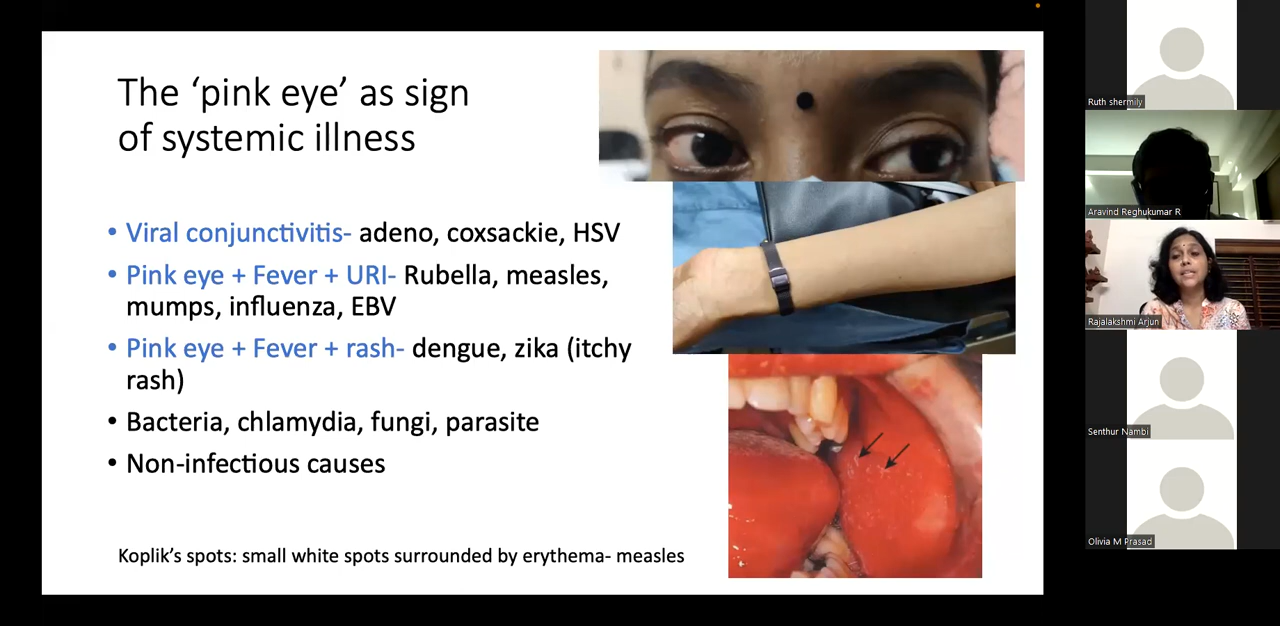 The ‘pink eye’ as sign
of systemic illness
• Viral conjunctivitis- adeno, coxsackie, HSV
• Pink eye + Fever + URI- Rubella, measles,
mumps, influenza, EBV
• Pink eye + Fever + rash- dengue, zika (itchy
rash)
• Bacteria, chlamydia, fungi, parasite
• Non-infectious causes
Koplik’s spots: small white spots surrounded by erythema- measles
Ruth shermily
Aravind Reghukumar R
Rajalakshmi Arjun
Senthur Nambi
Olivia M Prasad